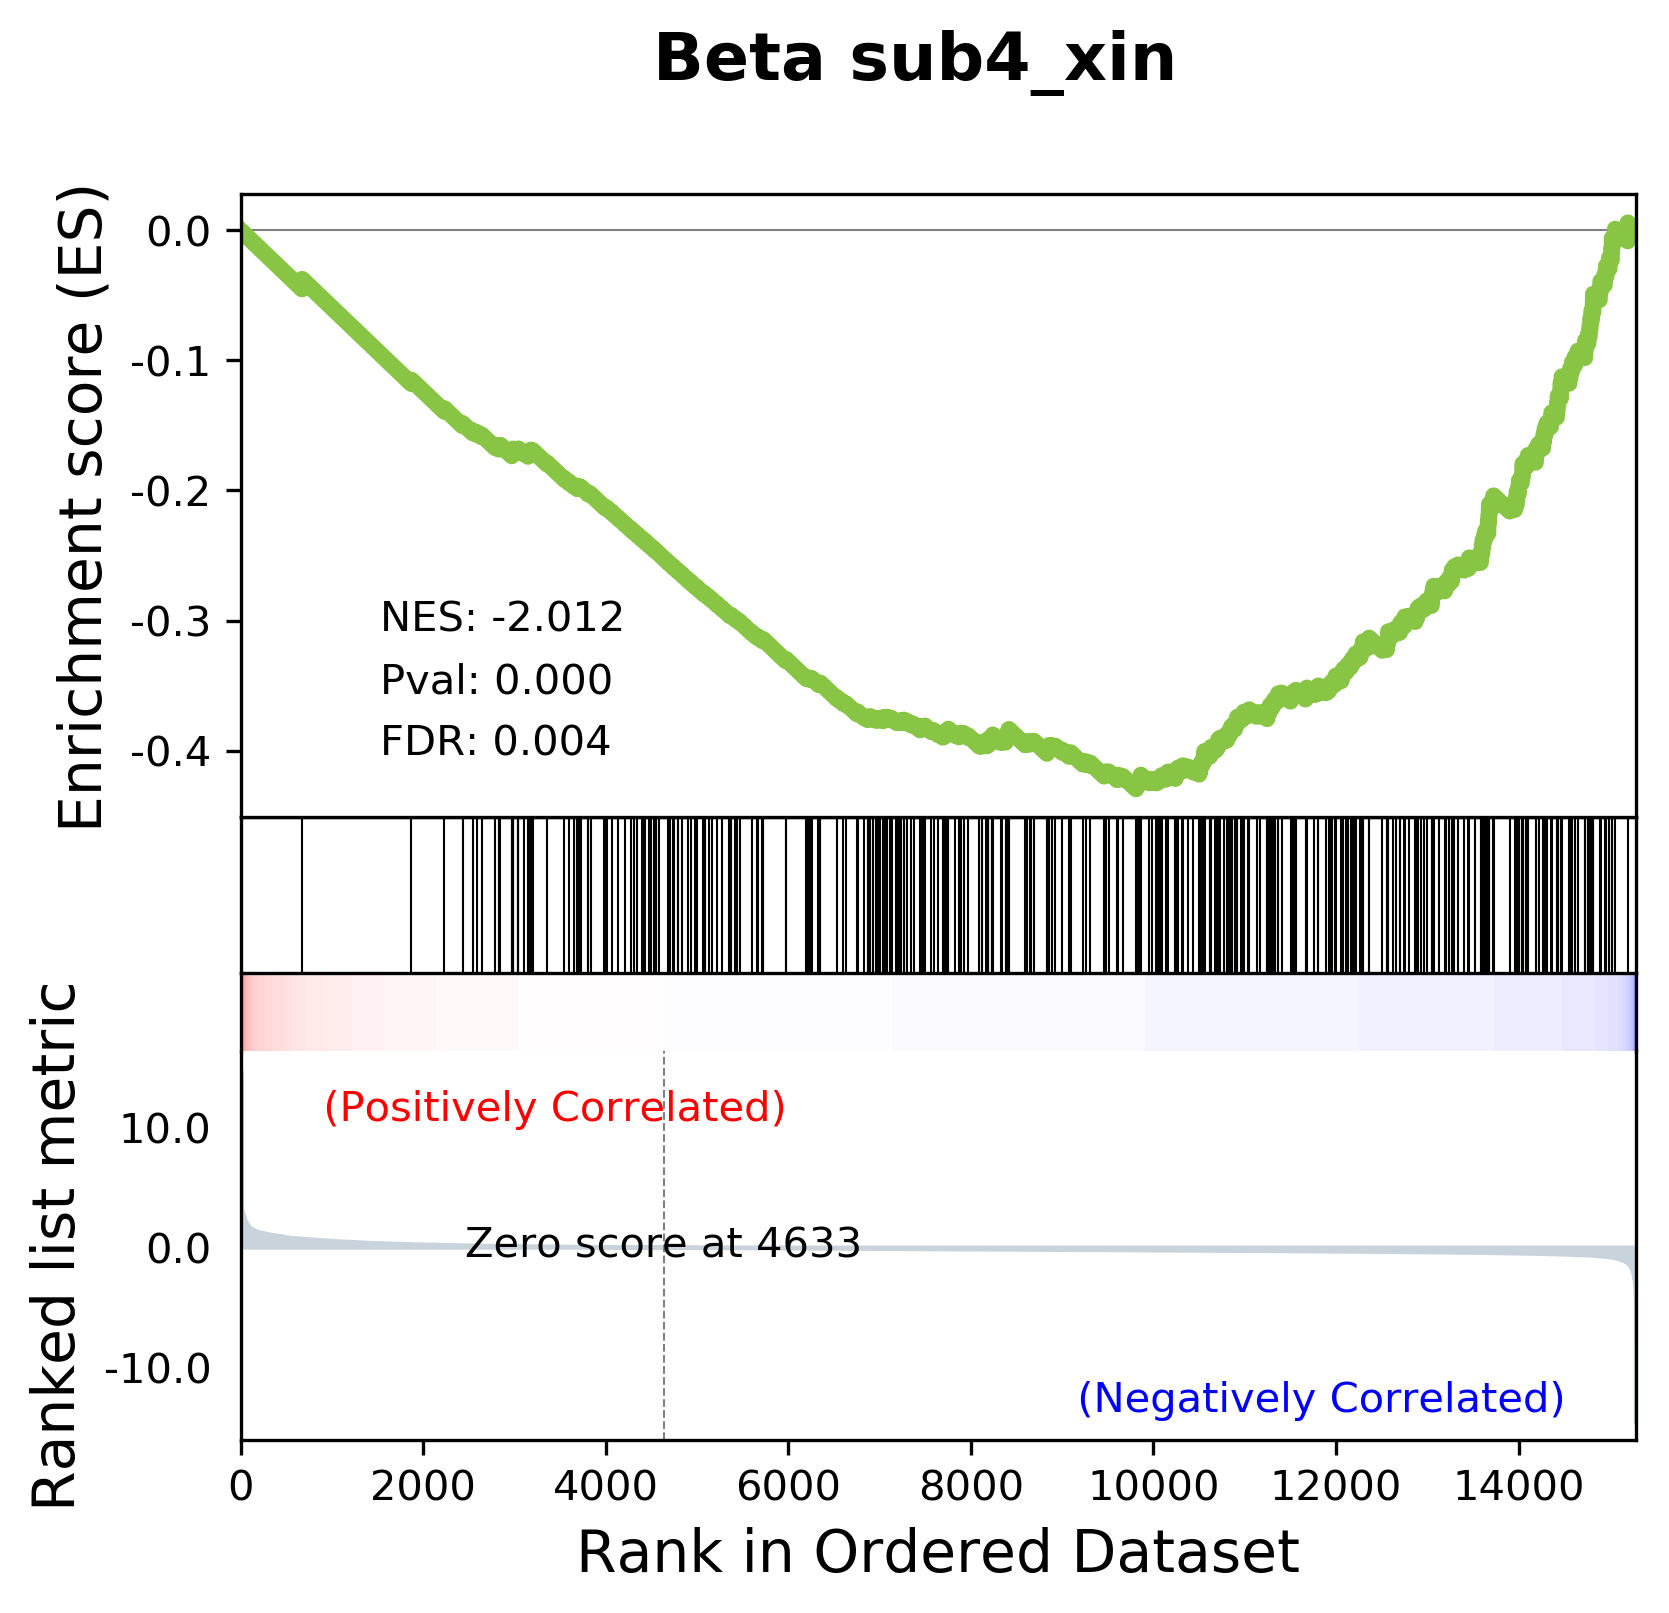 Beta sub4_xin
Enrichment score (ES)
0.0
-0.1
-0.2
-0.3
-0.4
NES: -2.012
Pval: 0.000
FDR: 0.004
Ranked list metric
(Positively Correlated)
10.0
0.0
-10.0
Zero score at 4633
(Negatively Correlated)
0 2000 4000 6000 8000 10000 12000 14000
Rank in Ordered Dataset